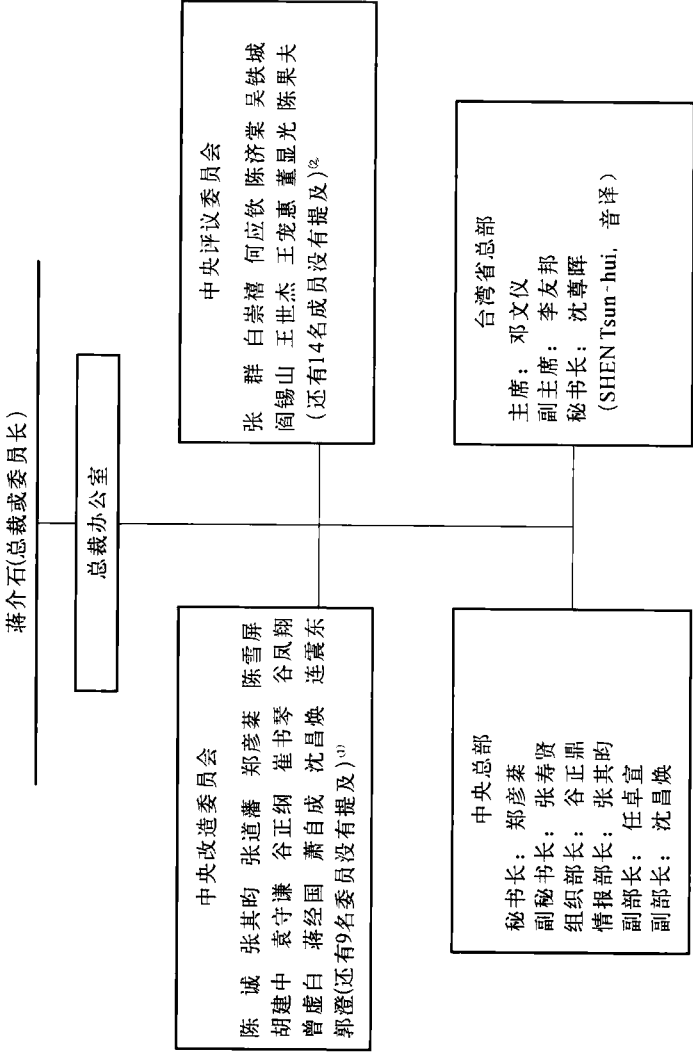 蒋介石(总裁或委员长)
总裁办公室
中央改造委员会
陈 诚 张其昀 张道藩 郑彦棻 陈雪屏
胡建中 袁守谦 谷正纲 崔书琴 谷凤翔
曾虚白 蒋经国 萧自成 沈昌焕 连震东
郭澄(还有9名委员没有提及)(1)
中央评议委员会
张 群 白崇禧 何应钦 陈济棠 吴铁城
阎锡山 王世杰 王宠惠 董显光 陈果夫
(还有14名成员没有提及)(2)
中央总部
秘书长：郑彦棻
副秘书长：张寿贤
组织部长：谷正鼎
情报部长：张其昀
副部长：任卓宣
副部长：沈昌焕
台湾省总部
主席：邓文仪
副主席：李友邦
秘书长：沈尊晖
(SHEN Tsun-hui, 音译)